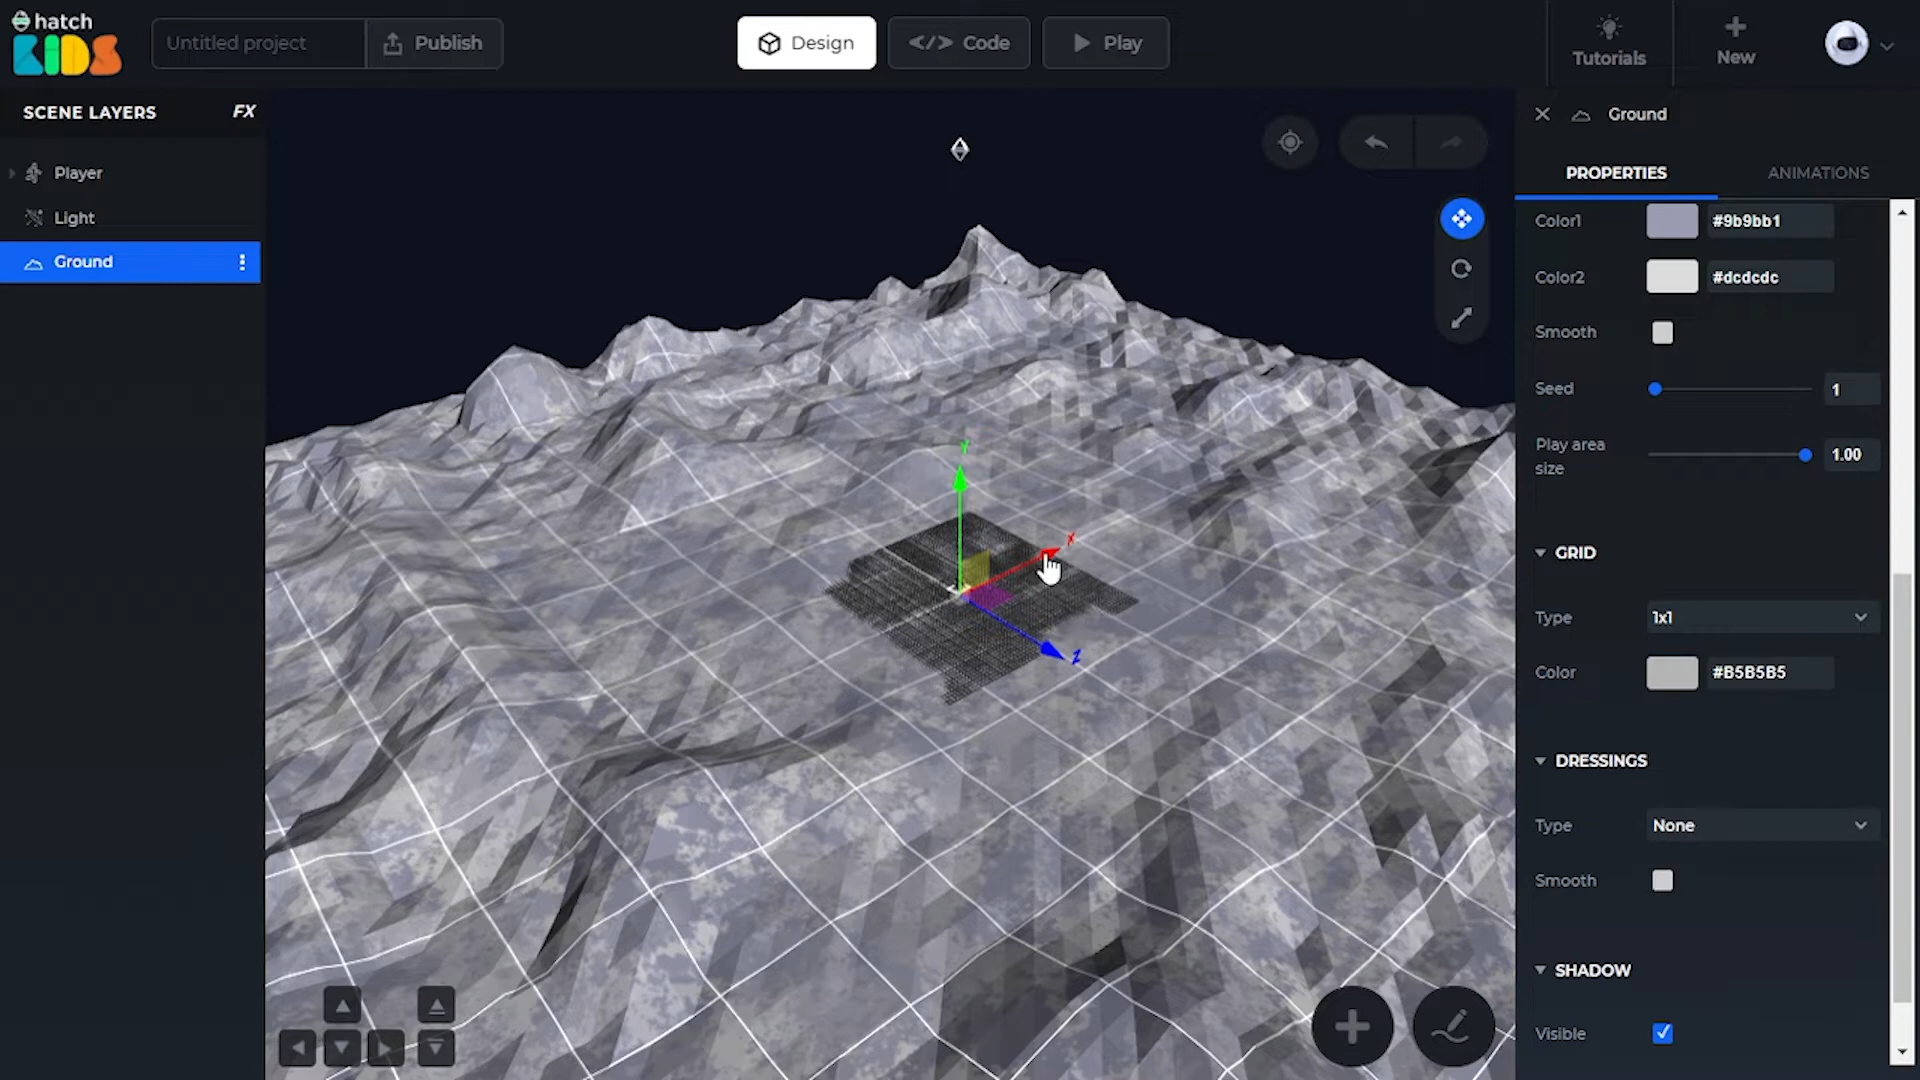 hatch
KIDS
Untitled project
Publish
Design
</> Code
Play
Tutorials
New
SCENE LAYERS
FX
Player
Light
Ground
Y
X
Z
Ground
PROPERTIES
ANIMATIONS
Color1
#9b9bb1
Color2
#dcdcdc
Smooth
Seed
1
Play area
size
1.00
GRID
Type
1x1
Color
#B5B5B5
DRESSINGS
Type
None
Smooth
SHADOW
Visible